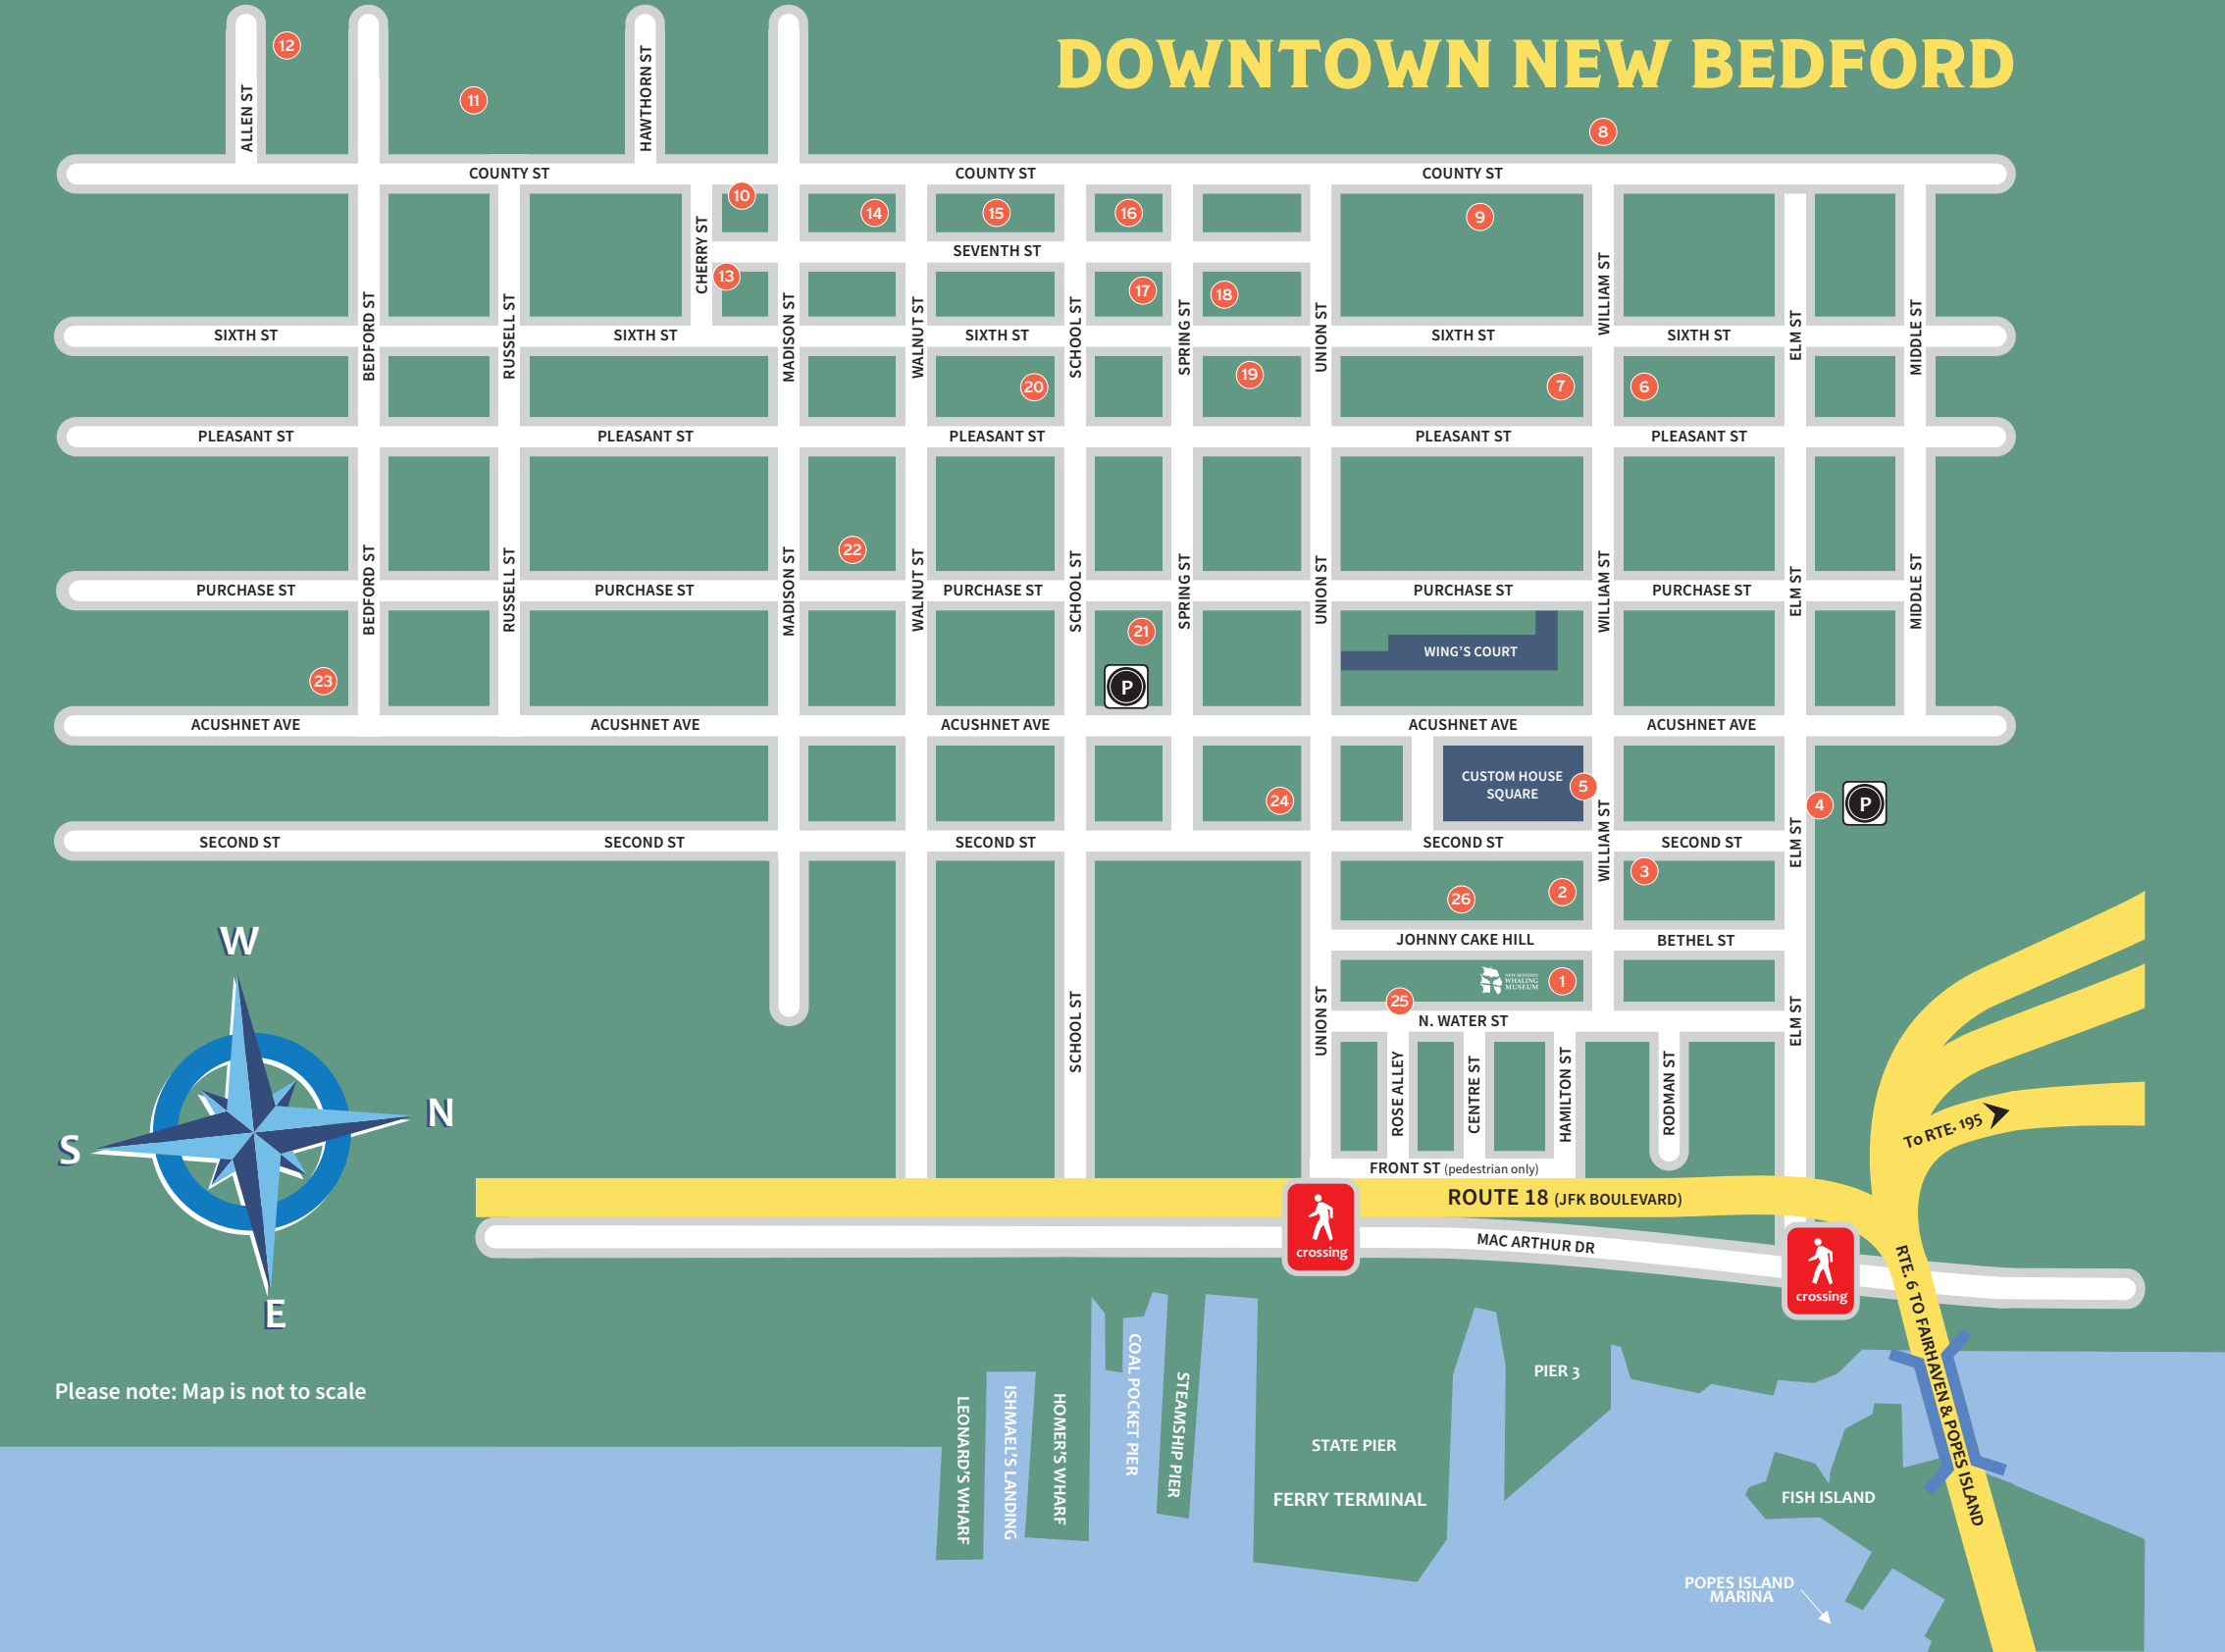 DOWNTOWN NEW BEDFORD
12
11
8
ALLEN ST
HAWTHORN ST
COUNTY ST
COUNTY ST
COUNTY ST
10
14
15
16
9
CHERRY ST
SEVENTH ST
13
17
18
BEDFORD ST
RUSSELL ST
MADISON ST
WALNUT ST
SCHOOL ST
SPRING ST
UNION ST
WILLIAM ST
ELM ST
MIDDLE ST
SIXTH ST
SIXTH ST
SIXTH ST
SIXTH ST
SIXTH ST
20
19
7
6
PLEASANT ST
PLEASANT ST
PLEASANT ST
PLEASANT ST
PLEASANT ST
22
BEDFORD ST
RUSSELL ST
MADISON ST
WALNUT ST
SCHOOL ST
SPRING ST
UNION ST
WILLIAM ST
ELM ST
MIDDLE ST
PURCHASE ST
PURCHASE ST
PURCHASE ST
PURCHASE ST
PURCHASE ST
21
WING'S COURT
23
P
ACUSHNET AVE
ACUSHNET AVE
ACUSHNET AVE
ACUSHNET AVE
ACUSHNET AVE
CUSTOM HOUSE
SQUARE
5
24
4
P
WILLIAM ST
ELM ST
SECOND ST
SECOND ST
SECOND ST
SECOND ST
SECOND ST
3
2
26
JOHNNY CAKE HILL
BETHEL ST
NEW BEDFORD
WHALING
MUSEUM
1
25
N. WATER ST
SCHOOL ST
UNION ST
ELM ST
ROSE ALLEY
CENTRE ST
HAMILTON ST
RODMAN ST
FRONT ST (pedestrian only)
To RTE. 195
ROUTE 18 (JFK BOULEVARD)
MAC ARTHUR DR
crossing
crossing
RTE. 6 TO FAIRHAVEN & POPES ISLAND
W
N
S
E
Please note: Map is not to scale
LEONARD'S WHARF
ISHMAEL'S LANDING
HOMER'S WHARF
COAL POCKET PIER
STEAMSHIP PIER
STATE PIER
FERRY TERMINAL
PIER 3
FISH ISLAND
POPES ISLAND
MARINA